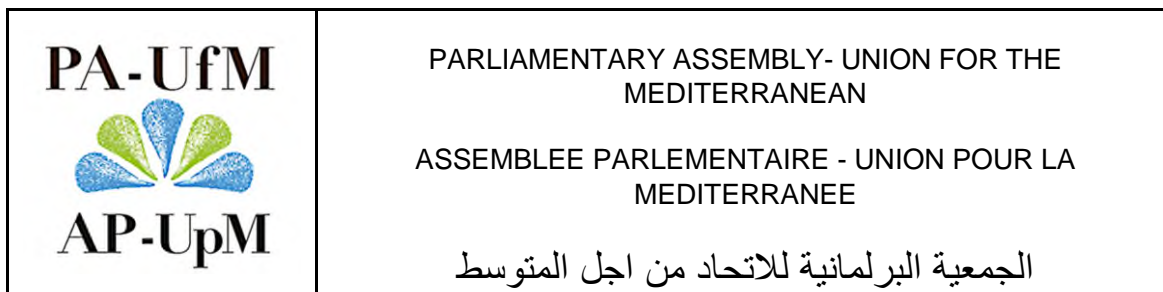 PA-UfM
AP-UpM
PARLIAMENTARY ASSEMBLY- UNION FOR THE
MEDITERRANEAN
ASSEMBLEE PARLEMENTAIRE - UNION POUR LA
MEDITERRANEE
الجمعية البرلمانية للاتحاد من اجل المتوسط